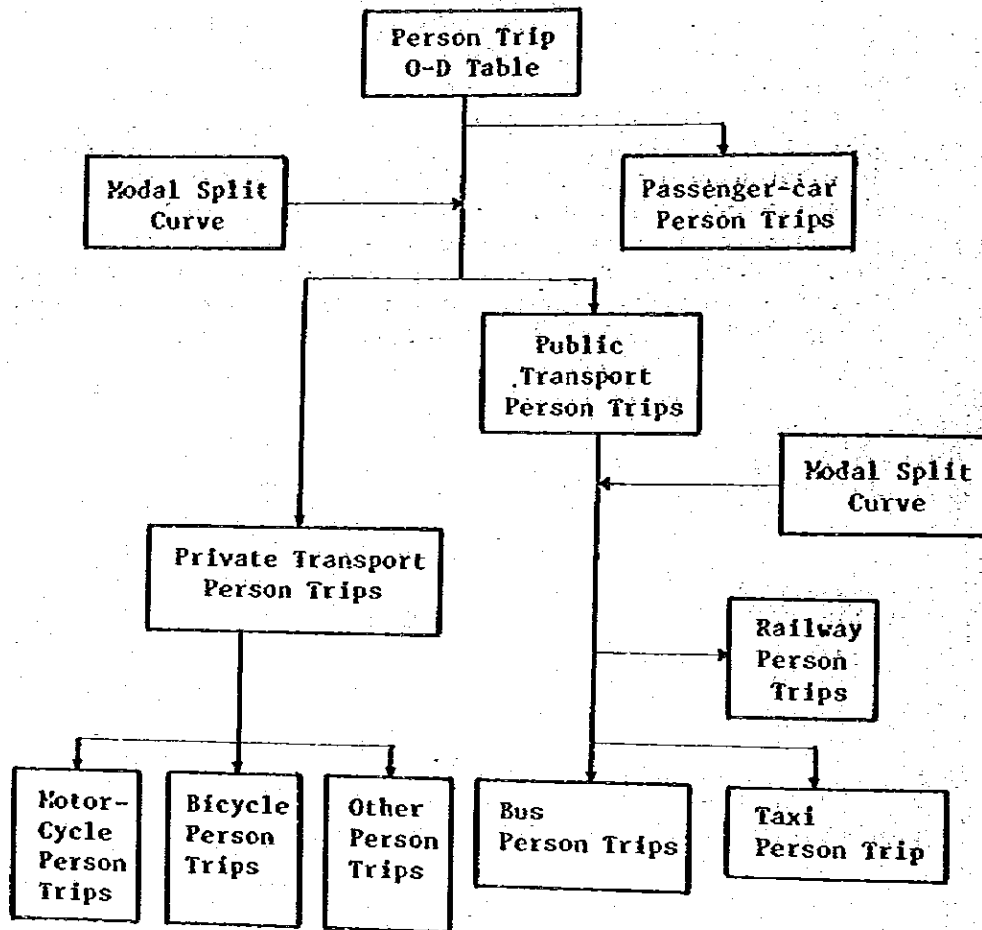 Person Trip
O-D Table
Modal Split
Curve
Passenger-car
Person Trips
Public
Transport
Person Trips
Modal Split
Curve
Private Transport
Person Trips
Railway
Person
Trips
Motor-
Cycle
Person
Trips
Bicycle
Person
Trips
Other
Person
Trips
Bus
Person Trips
Taxi
Person Trip